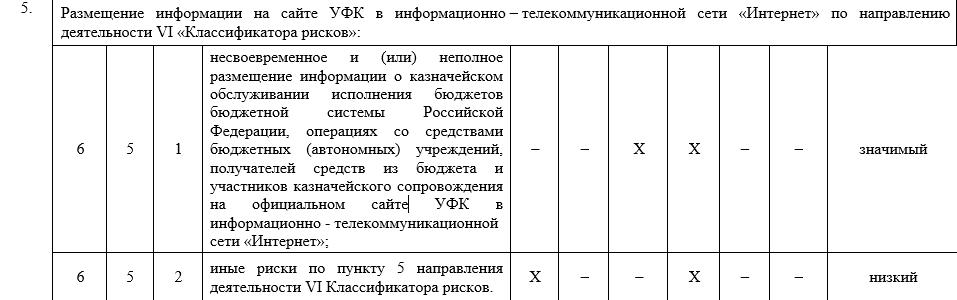 5.
Размещение информации на сайте УФК в информационно – телекоммуникационной сети «Интернет» по направлению
деятельности VI «Классификатора рисков»:
несвоевременное и (или) неполное
размещение информации о казначейском
обслуживании исполнения бюджетов
бюджетной системы Российской
Федерации, операциях со средствами
бюджетных (автономных) учреждений,
6 5 1 получателей средств из бюджета и – – Х Х – – значимый
участников казначейского сопровождения
на официальном сайте УФК в
информационно - телекоммуникационной
сети «Интернет»;
6 5 2 иные риски по пункту 5 направления Х – – Х – – низкий
деятельности VI Классификатора рисков.